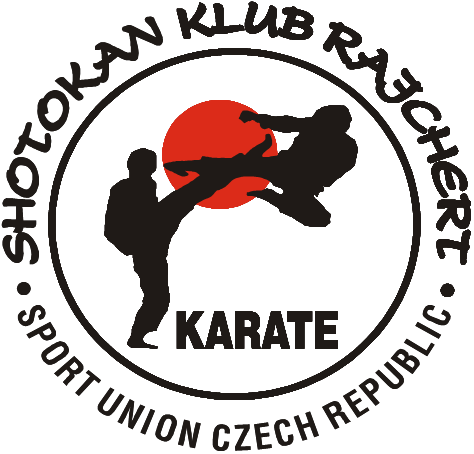 SHOTOKAN KLUB RAJCHERT
KARATE
• SPORT UNION CZECH REPUBLIC •